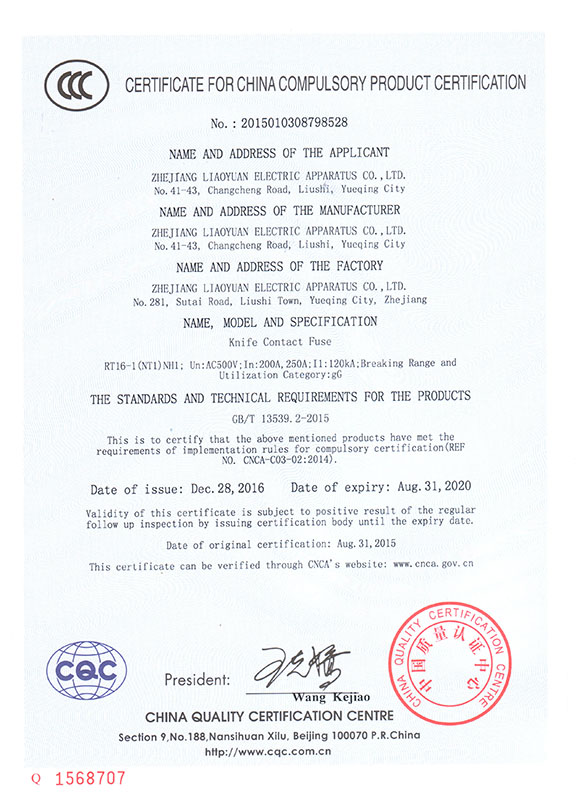 CCC
CERTIFICATE FOR CHINA COMPULSORY PRODUCT CERTIFICATION
No. : 2015010308798528
NAME AND ADDRESS OF THE APPLICANT
ZHEJIANG LIAOYUAN ELECTRIC APPARATUS CO.,LTD.
No.41-43, Changcheng Road, Liushi, Yueqing City
NAME AND ADDRESS OF THE MANUFACTURER
ZHEJIANG LIAOYUAN ELECTRIC APPARATUS CO.,LTD.
No.41-43, Changcheng Road, Liushi, Yueqing City
NAME AND ADDRESS OF THE FACTORY
ZHEJIANG LIAOYUAN ELECTRIC APPARATUS CO.,LTD.
No.281, Sutai Road, Liushi Town, Yueqing City, Zhejiang
NAME, MODEL AND SPECIFICATION
Knife Contact Fuse
RT16-1(NT1)NH1; Un:AC500V;In:200A,250A;I1:120kA;Breaking Range and
Utilization Category:gG
THE STANDARDS AND TECHNICAL REQUIREMENTS FOR THE PRODUCTS
GB/T 13539.2-2015
This is to certify that the above mentioned products have met the
requirements of implementation rules for compulsory certification(REF
NO. CNCA-C03-02:2014).
Date of issue: Dec.28,2016 Date of expiry: Aug.31,2020
Validity of this certificate is subject to positive result of the regular
follow up inspection by issuing certification body until the expiry date.
Date of original certification: Aug.31,2015
This certificate can be verified through CNCA's website: www.cnca.gov.cn
CHINA QUALITY CERTIFICATION CENTRE
中国质量认证中心
CQC
President:
Wang Kejiao
CHINA QUALITY CERTIFICATION CENTRE
Section 9,No.188,Nansihuan Xilu, Beijing 100070 P.R.China
http://www.cqc.com.cn
Q 1568707